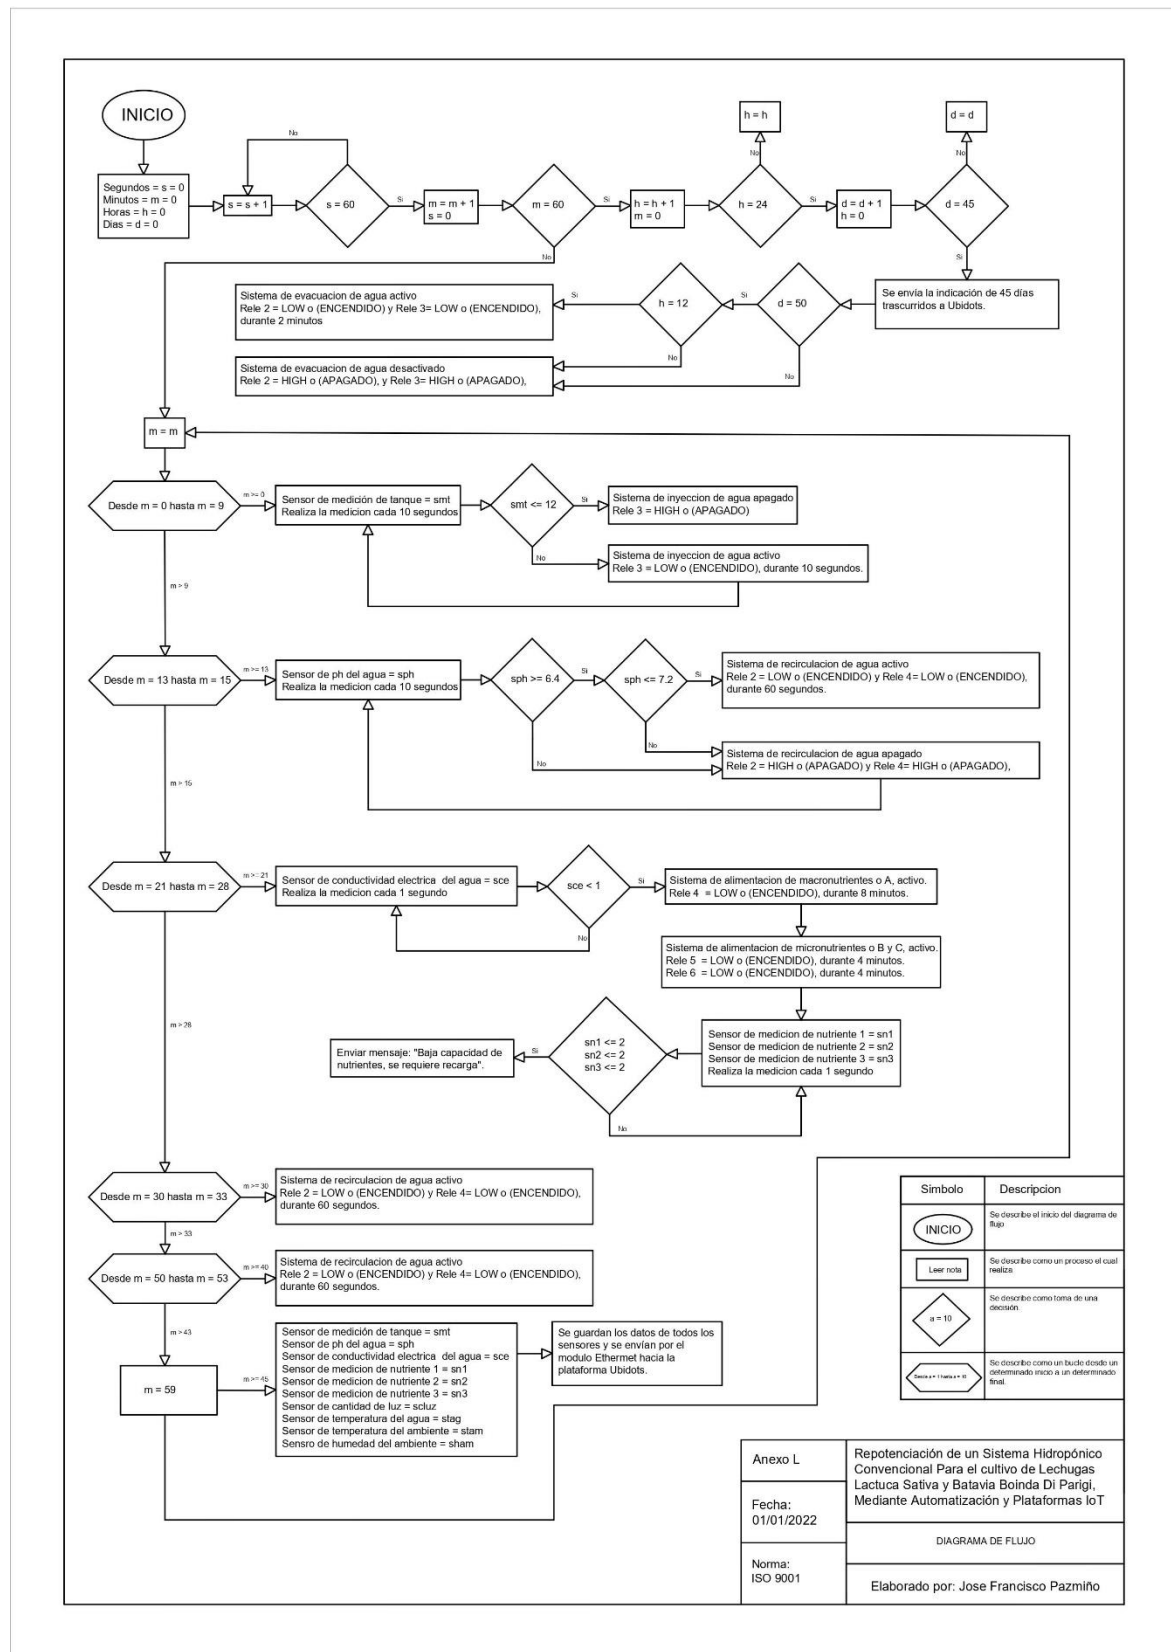 INICIO
Segundos = s = 0
Minutos = m = 0
Horas = h = 0
Dias = d = 0
s = s + 1
No
s = 60
Si
m = m + 1
s = 0
m = 60
Si
No
h = h + 1
m = 0
h = h
No
h = 24
Si
d = d + 1
h = 0
d = d
No
d = 45
Si
Se envía la indicación de 45 días
trascurridos a Ubidots.
d = 50
Si
No
h = 12
Si
No
Sistema de evacuacion de agua activo
Rele 2 = LOW o (ENCENDIDO) y Rele 3= LOW o (ENCENDIDO),
durante 2 minutos
Sistema de evacuacion de agua desactivado
Rele 2 = HIGH o (APAGADO), y Rele 3= HIGH o (APAGADO),
m = m
Desde m = 0 hasta m = 9
m >= 0
Sensor de medición de tanque = smt
Realiza la medicion cada 10 segundos
smt <= 12
Si
Sistema de inyeccion de agua apagado
Rele 3 = HIGH o (APAGADO)
No
Sistema de inyeccion de agua activo
Rele 3 = LOW o (ENCENDIDO), durante 10 segundos.
m > 9
Desde m = 13 hasta m = 15
m >= 13
Sensor de ph del agua = sph
Realiza la medicion cada 10 segundos
sph >= 6.4
Si
No
sph <= 7.2
Si
No
Sistema de recirculacion de agua activo
Rele 2 = LOW o (ENCENDIDO) y Rele 4= LOW o (ENCENDIDO),
durante 60 segundos.
Sistema de recirculacion de agua apagado
Rele 2 = HIGH o (APAGADO) y Rele 4= HIGH o (APAGADO),
m > 15
Desde m = 21 hasta m = 28
m >= 21
Sensor de conductividad electrica del agua = sce
Realiza la medicion cada 1 segundo
sce < 1
Si
No
Sistema de alimentacion de macronutrientes o A, activo.
Rele 4 = LOW o (ENCENDIDO), durante 8 minutos.
Sistema de alimentacion de micronutrientes o B y C, activo.
Rele 5 = LOW o (ENCENDIDO), durante 4 minutos.
Rele 6 = LOW o (ENCENDIDO), durante 4 minutos.
Sensor de medicion de nutriente 1 = sn1
Sensor de medicion de nutriente 2 = sn2
Sensor de medicion de nutriente 3 = sn3
Realiza la medicion cada 1 segundo
sn1 <= 2
sn2 <= 2
sn3 <= 2
Si
No
Enviar mensaje: "Baja capacidad de
nutrientes, se requiere recarga".
m > 28
Desde m = 30 hasta m = 33
m >= 30
Sistema de recirculacion de agua activo
Rele 2 = LOW o (ENCENDIDO) y Rele 4= LOW o (ENCENDIDO),
durante 60 segundos.
m > 33
Desde m = 50 hasta m = 53
m >= 40
Sistema de recirculacion de agua activo
Rele 2 = LOW o (ENCENDIDO) y Rele 4= LOW o (ENCENDIDO),
durante 60 segundos.
m > 43
m = 59
m >= 45
Sensor de medición de tanque = smt
Sensor de ph del agua = sph
Sensor de conductividad electrica del agua = sce
Sensor de medicion de nutriente 1 = sn1
Sensor de medicion de nutriente 2 = sn2
Sensor de medicion de nutriente 3 = sn3
Sensor de cantidad de luz = scluz
Sensor de temperatura del agua = stag
Sensor de temperatura del ambiente = stam
Sensro de humedad del ambiente = sham
Se guardan los datos de todos los
sensores y se envían por el
modulo Ethermet hacia la
plataforma Ubidots.
Simbolo
Descripcion
INICIO
Se describe el inicio del diagrama de
flujo
Leer nota
Se describe como un proceso el cual
realiza
a = 10
Se describe como toma de una
decisión
Desde a = 1 hasta a = 10
Se describe como un bucle desde un
determinado inicio a un determinado
final.
Anexo L
Repotenciación de un Sistema Hidropónico
Convencional Para el cultivo de Lechugas
Lactuca Sativa y Batavia Boinda Di Parigi,
Mediante Automatización y Plataformas IoT
Fecha:
01/01/2022
DIAGRAMA DE FLUJO
Norma:
ISO 9001
Elaborado por: Jose Francisco Pazmiño